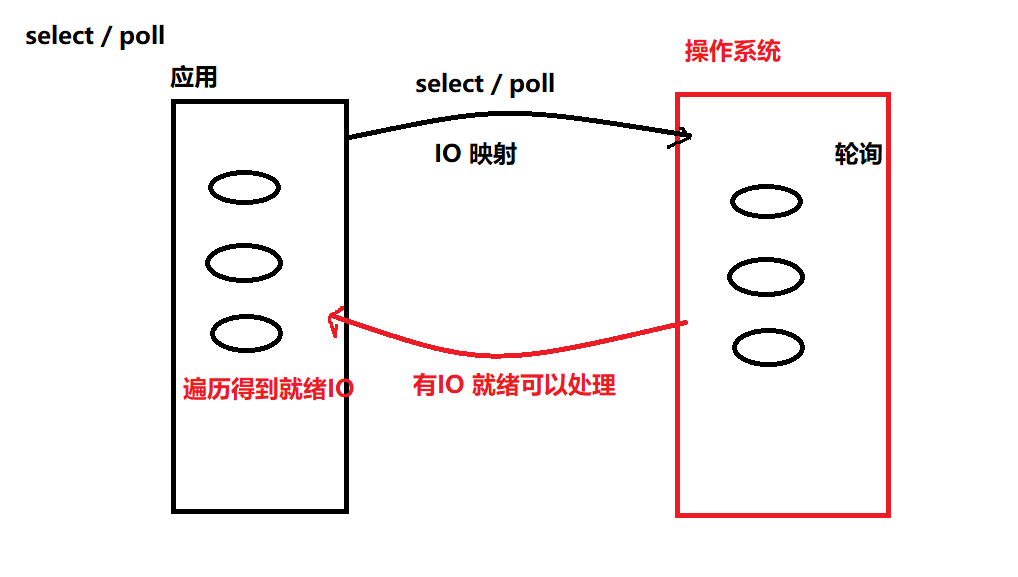 select / poll
操作系统
应用
select / poll
IO 映射
轮询
遍历得到就绪IO
有IO 就绪可以处理